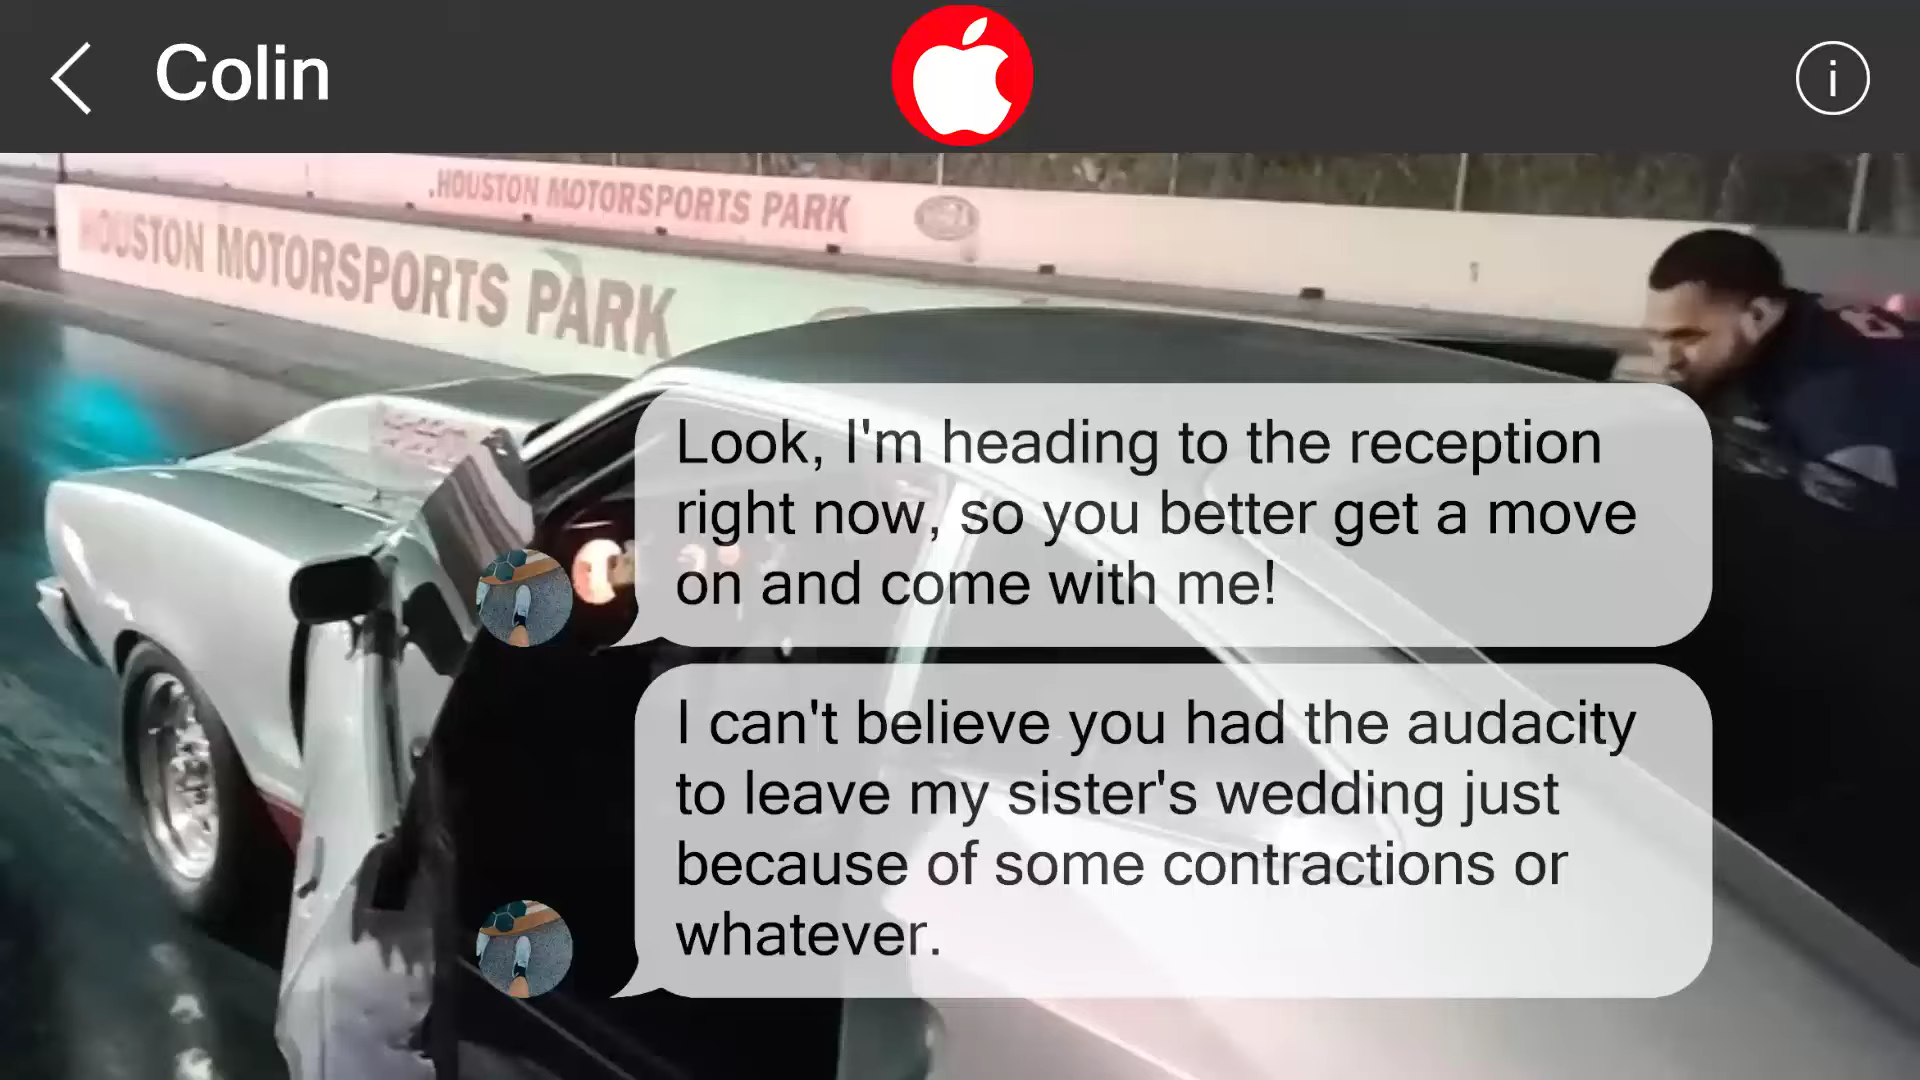 Colin
i
.HOUSTON MOTORSPORTS PARK
HOUSTON MOTORSPORTS PARK
Look, I'm heading to the reception
right now, so you better get a move
on and come with me!
I can't believe you had the audacity
to leave my sister's wedding just
because of some contractions or
whatever.